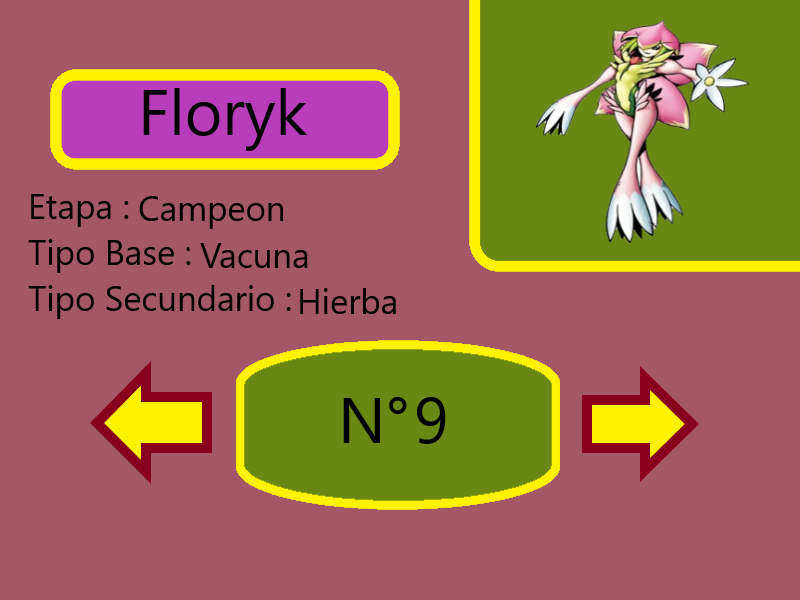 Floryk
Etapa : Campeon
Tipo Base : Vacuna
Tipo Secundario : Hierba
N°9